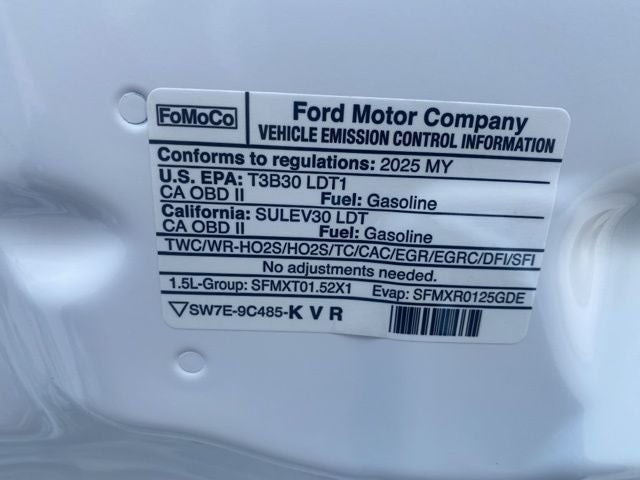 FoMoCo
Ford Motor Company
VEHICLE EMISSION CONTROL INFORMATION
Conforms to regulations: 2025 MY
U.S. EPA: T3B30 LDT1
CA OBD II Fuel: Gasoline
California: SULEV30 LDT
CA OBD II Fuel: Gasoline
TWC/WR-HO2S/HO2S/TC/CAC/EGR/EGRC/DFI/SFI
No adjustments needed.
1.5L-Group: SFMXT01.52X1 Evap: SFMXR0125GDE
SW7E-9C485-K V R